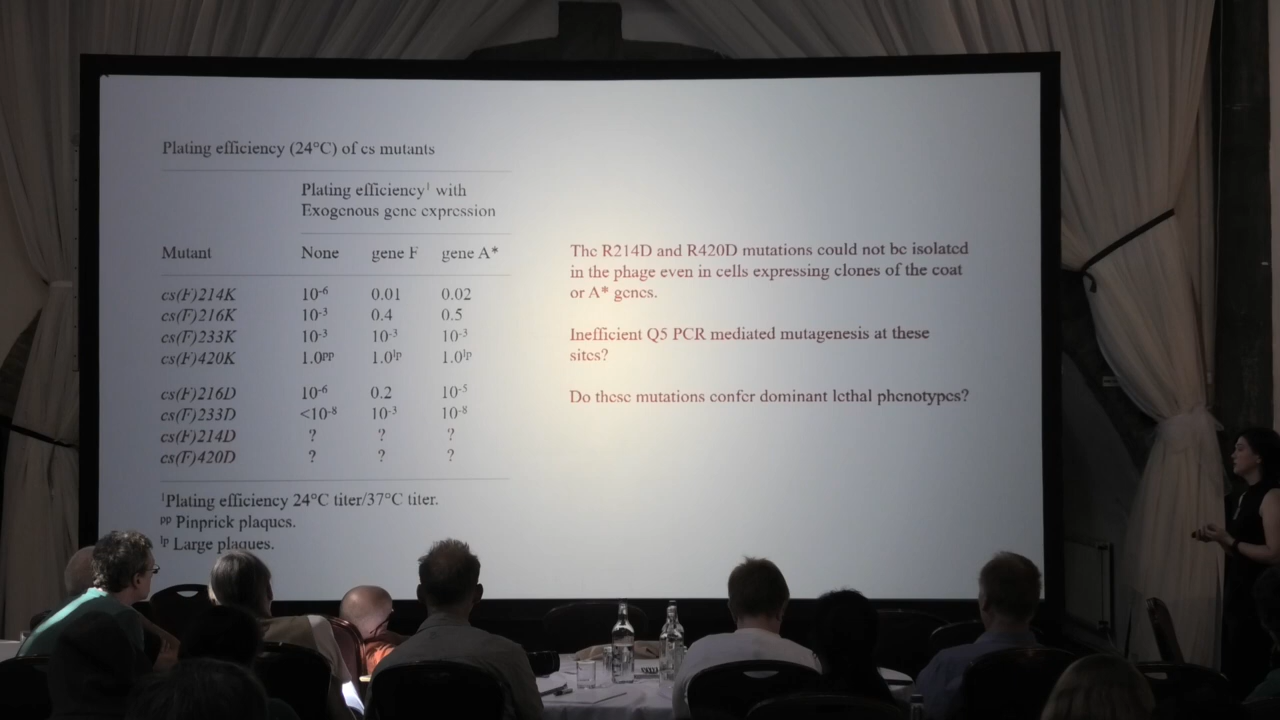 Plating efficiency (24°C) of cs mutants
Plating efficiency¹ with
Exogenous gene expression
Mutant None gene F gene A*
cs(F)214K 10⁻⁶ 0.01 0.02
cs(F)216K 10⁻³ 0.4 0.5
cs(F)233K 10⁻³ 10⁻³ 10⁻³
cs(F)420K 1.0ᵖᵖ 1.0ˡᵖ 1.0ˡᵖ
cs(F)216D 10⁻⁶ 0.2 10⁻⁵
cs(F)233D <10⁻⁸ 10⁻³ 10⁻⁸
cs(F)214D ? ? ?
cs(F)420D ? ? ?
¹Plating efficiency 24°C titer/37°C titer.
ᵖᵖ Pinprick plaques.
ˡᵖ Large plaques.
The R214D and R420D mutations could not be isolated
in the phage even in cells expressing clones of the coat
or A* genes.
Inefficient Q5 PCR mediated mutagenesis at these
sites?
Do these mutations confer dominant lethal phenotypes?